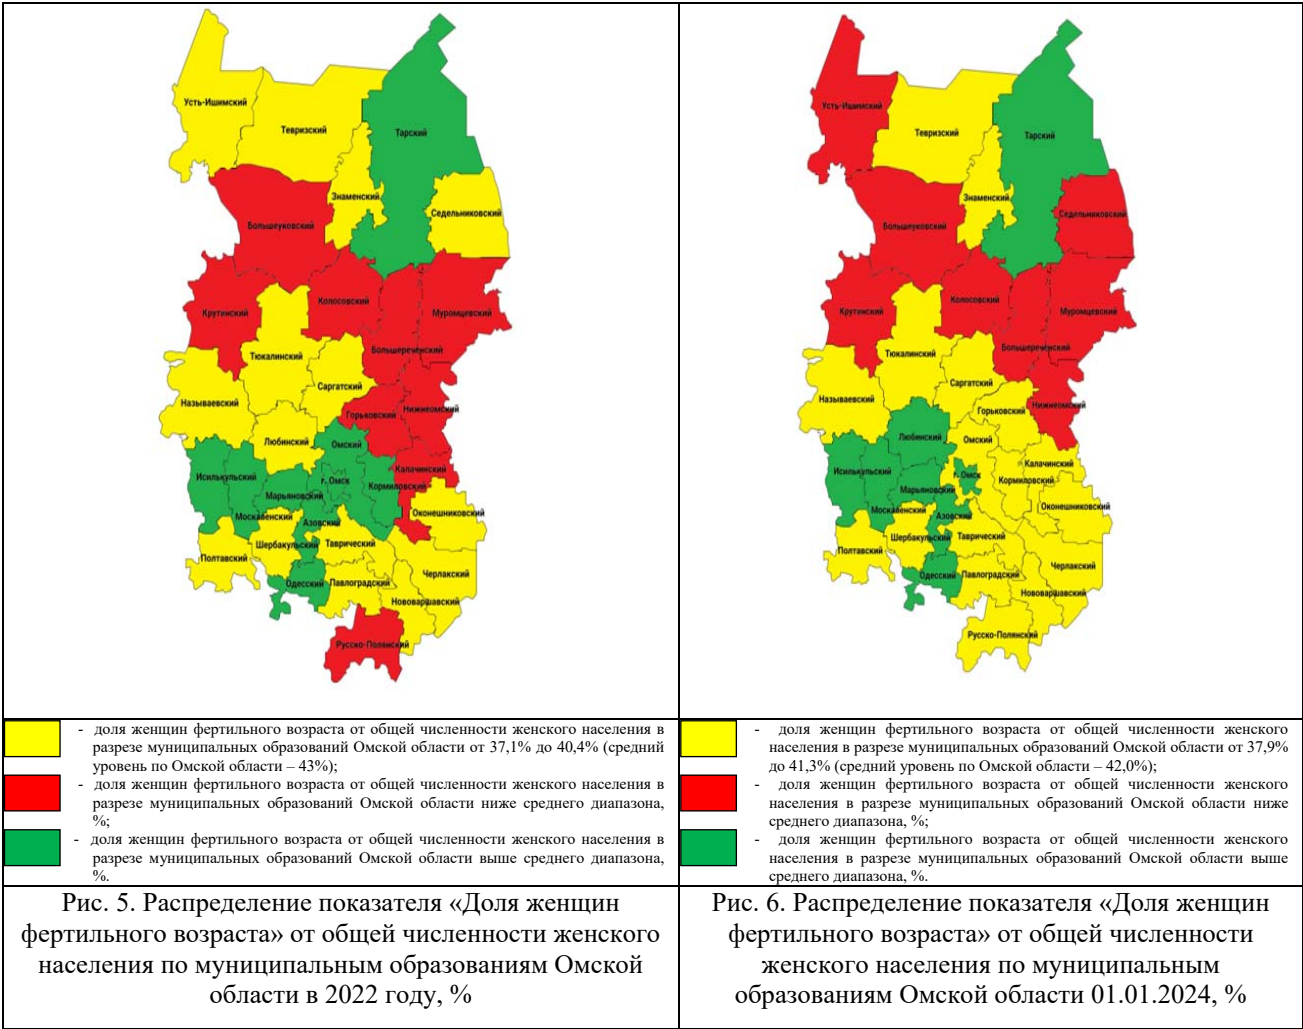 Усть-Ишимский
Тевризский
Тарский
Знаменский
Седельниковский
Большеуковский
Крутинский
Колосовский
Муромцевский
Большереченский
Тюкалинский
Саргатский
Называевский
Горьковский
Нижнеомский
Любинский
Омский
Исилькульский
г. Омск
Калачинский
Марьяновский
Кормиловский
Москаленский
Азовский
Оконешниковский
Шербакульский
Таврический
Полтавский
Одесский
Павлоградский
Черлакский
Нововаршавский
Русско-Полянский
- доля женщин фертильного возраста от общей численности женского населения в
разрезе муниципальных образований Омской области от 37,1% до 40,4% (средний
уровень по Омской области – 43%);
- доля женщин фертильного возраста от общей численности женского населения в
разрезе муниципальных образований Омской области ниже среднего диапазона,
%;
- доля женщин фертильного возраста от общей численности женского населения в
разрезе муниципальных образований Омской области выше среднего диапазона,
%.
Рис. 5. Распределение показателя «Доля женщин
фертильного возраста» от общей численности женского
населения по муниципальным образованиям Омской
области в 2022 году, %
Усть-Ишимский
Тевризский
Тарский
Знаменский
Седельниковский
Большеуковский
Крутинский
Колосовский
Муромцевский
Большереченский
Тюкалинский
Саргатский
Называевский
Горьковский
Нижнеомский
Любинский
Омский
Исилькульский
г. Омск
Калачинский
Марьяновский
Кормиловский
Москаленский
Азовский
Оконешниковский
Шербакульский
Таврический
Полтавский
Одесский
Павлоградский
Черлакский
Нововаршавский
Русско-Полянский
- доля женщин фертильного возраста от общей численности женского
населения в разрезе муниципальных образований Омской области от 37,9%
до 41,3% (средний уровень по Омской области – 42,0%);
- доля женщин фертильного возраста от общей численности женского
населения в разрезе муниципальных образований Омской области ниже
среднего диапазона, %;
- доля женщин фертильного возраста от общей численности женского
населения в разрезе муниципальных образований Омской области выше
среднего диапазона, %.
Рис. 6. Распределение показателя «Доля женщин
фертильного возраста» от общей численности
женского населения по муниципальным
образованиям Омской области 01.01.2024, %